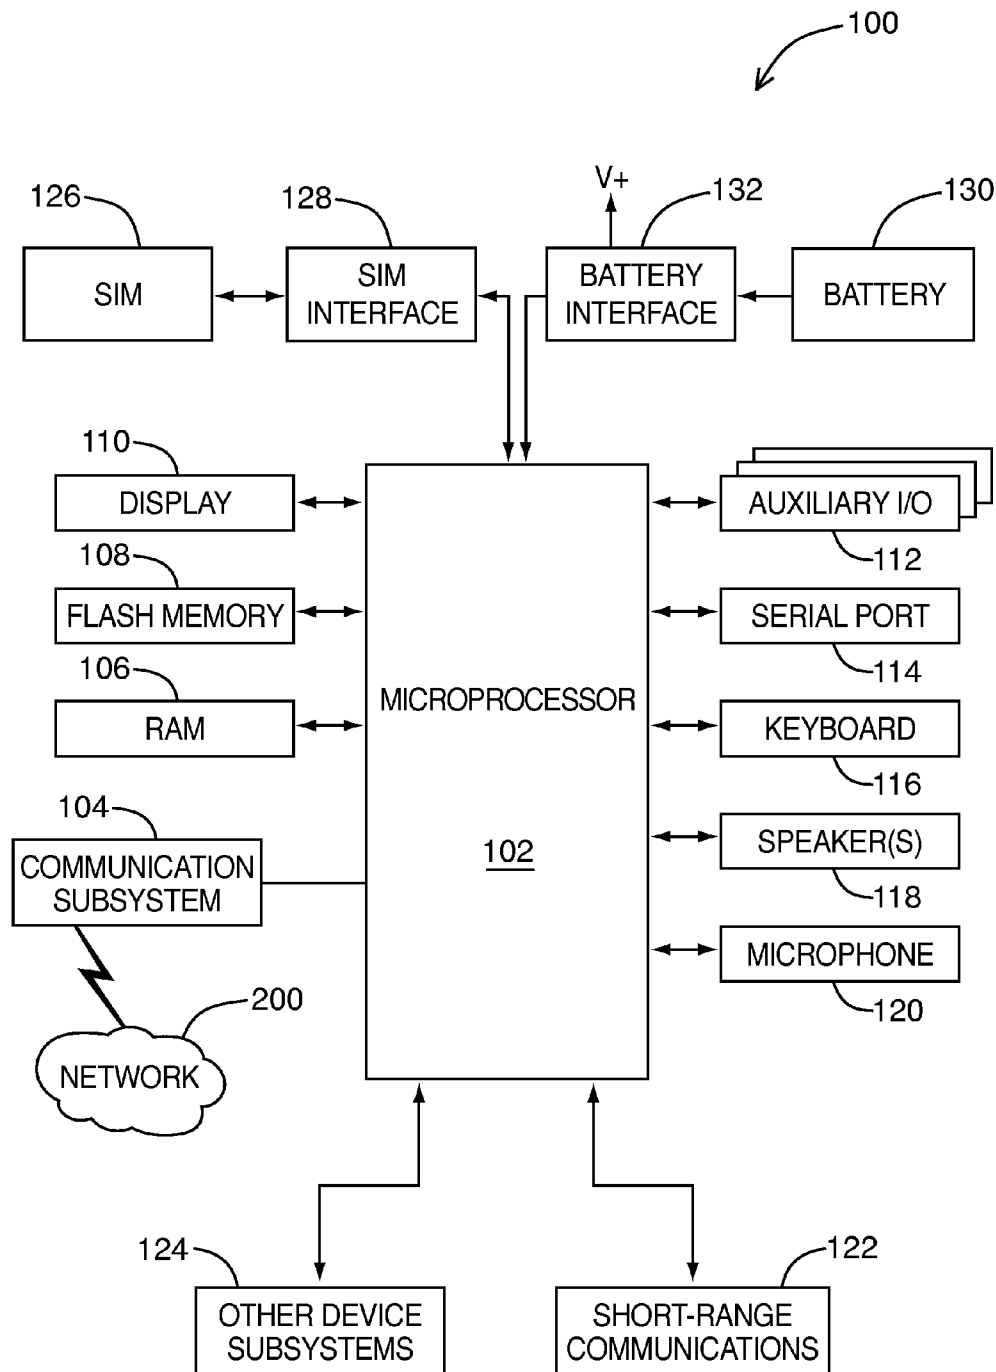 100
126
128
V+
132
130
SIM
SIM
INTERFACE
BATTERY
INTERFACE
BATTERY
110
DISPLAY
AUXILIARY I/O
112
108
FLASH MEMORY
SERIAL PORT
114
106
RAM
MICROPROCESSOR
102
KEYBOARD
116
104
COMMUNICATION
SUBSYSTEM
SPEAKER(S)
118
MICROPHONE
120
200
NETWORK
124
OTHER DEVICE
SUBSYSTEMS
122
SHORT-RANGE
COMMUNICATIONS